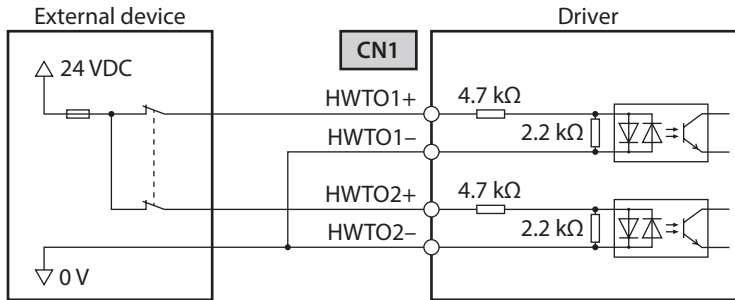 External device
Driver
CN1
24 VDC
HWTO1+
4.7 kΩ
HWTO1−
2.2 kΩ
HWTO2+
4.7 kΩ
HWTO2−
2.2 kΩ
0 V